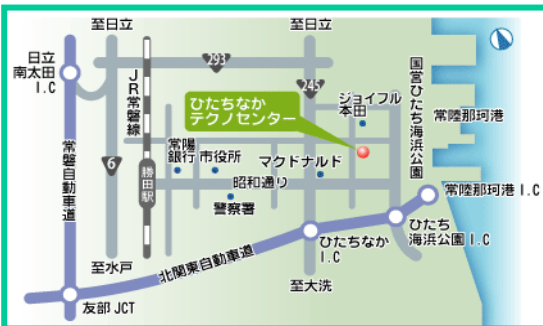 至日立
至日立
日立
南太田
I.C
JR常磐線
293
245
国営ひたち海浜公園
ひたちなか
テクノセンター
ジョイフル
本田
常陸那珂港
常磐自動車道
6
常陽
銀行
市役所
マクドナルド
勝田駅
昭和通り
警察署
常陸那珂港 I.C
ひたち
海浜公園 I.C
ひたちなか
I.C
北関東自動車道
至水戸
至大洗
友部 JCT